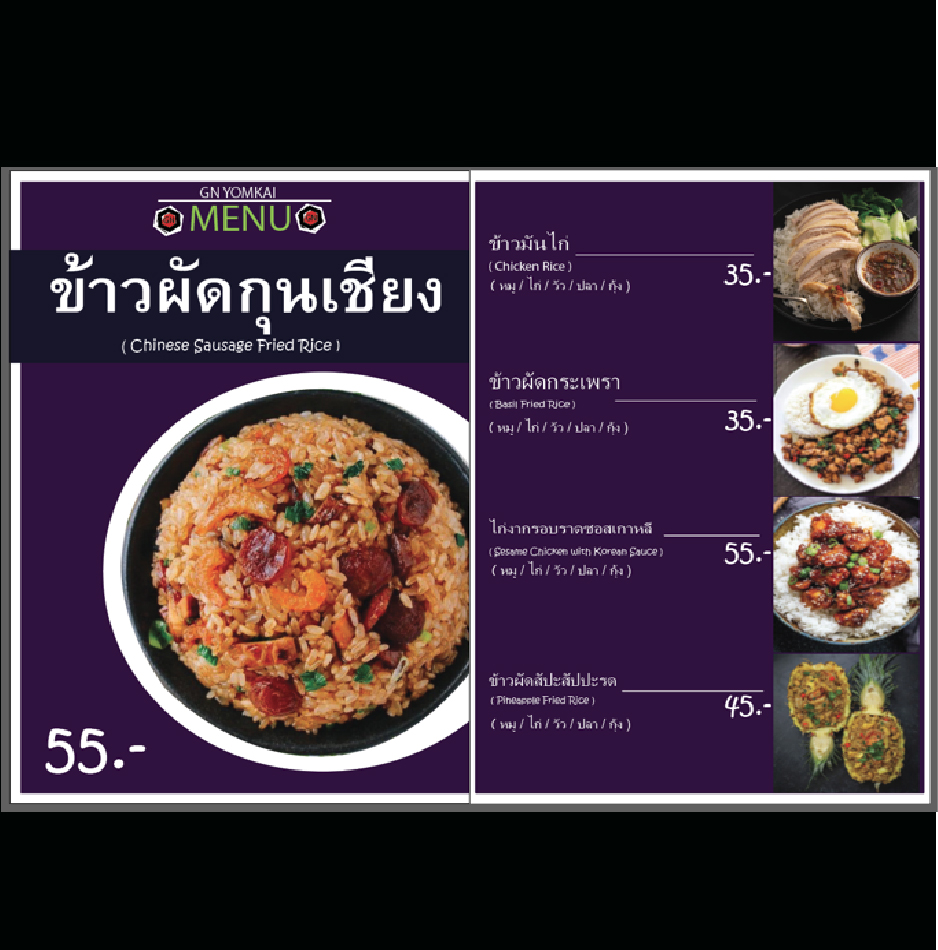 GN YOMKAI
MENU
ข้าวผัดกุนเชียง
( Chinese Sausage Fried Rice )
55.-
ข้าวมันไก่
( Chicken Rice )
35.-
( หมู / ไก่ / วัว / ปลา / กุ้ง )
ข้าวผัดกระเพรา
( Basil Fried Rice )
35.-
( หมู / ไก่ / วัว / ปลา / กุ้ง )
ไก่งากรอบราดซอสเกาหลี
( Sesame Chicken with Korean Sauce )
55.-
( หมู / ไก่ / วัว / ปลา / กุ้ง )
ข้าวผัดสัปะสัปปะรด
( Pineapple Fried Rice )
45.-
( หมู / ไก่ / วัว / ปลา / กุ้ง )